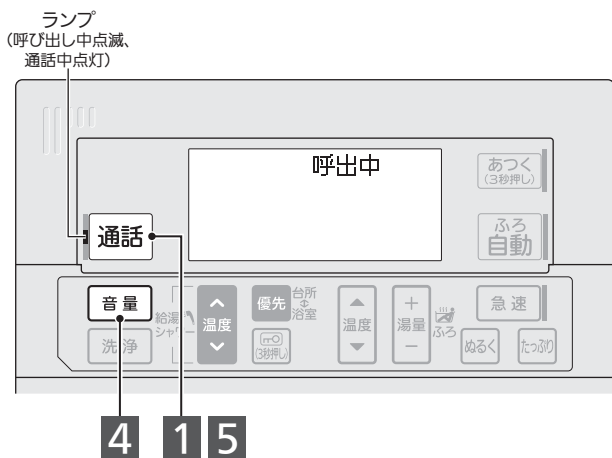 ランプ
(呼び出し中点滅、
通話中点灯)
呼出中
あつく
(3秒押し)
通話
ふろ
自動
音量
給湯
シャワー
温度
優先
台所
浴室
温度
＋
湯量
－
ふろ
急速
洗浄
(3秒押し)
ぬるく
たっぷり
4
1 5